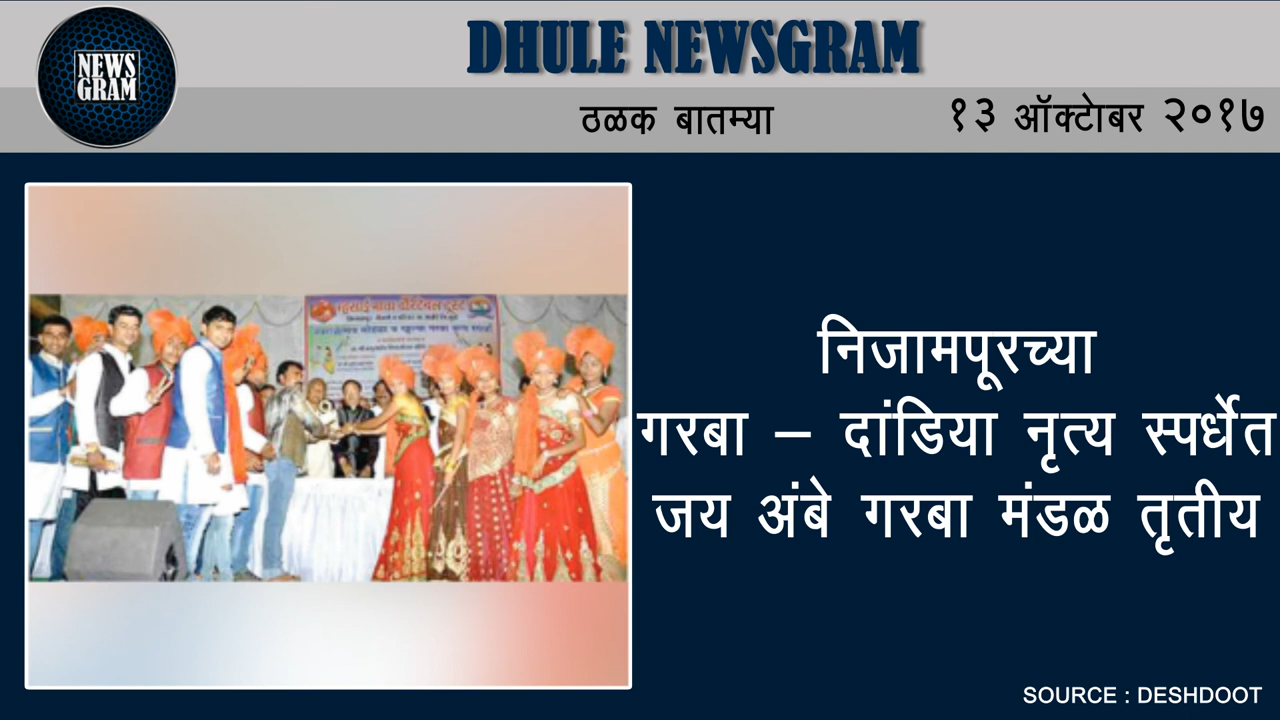 NEWS
GRAM
DHULE NEWSGRAM
ठळक बातम्या
१३ ऑक्टोबर २०१७
निजामपूरच्या
गरबा – दांडिया नृत्य स्पर्धेत
जय अंबे गरबा मंडळ तृतीय
SOURCE : DESHDOOT